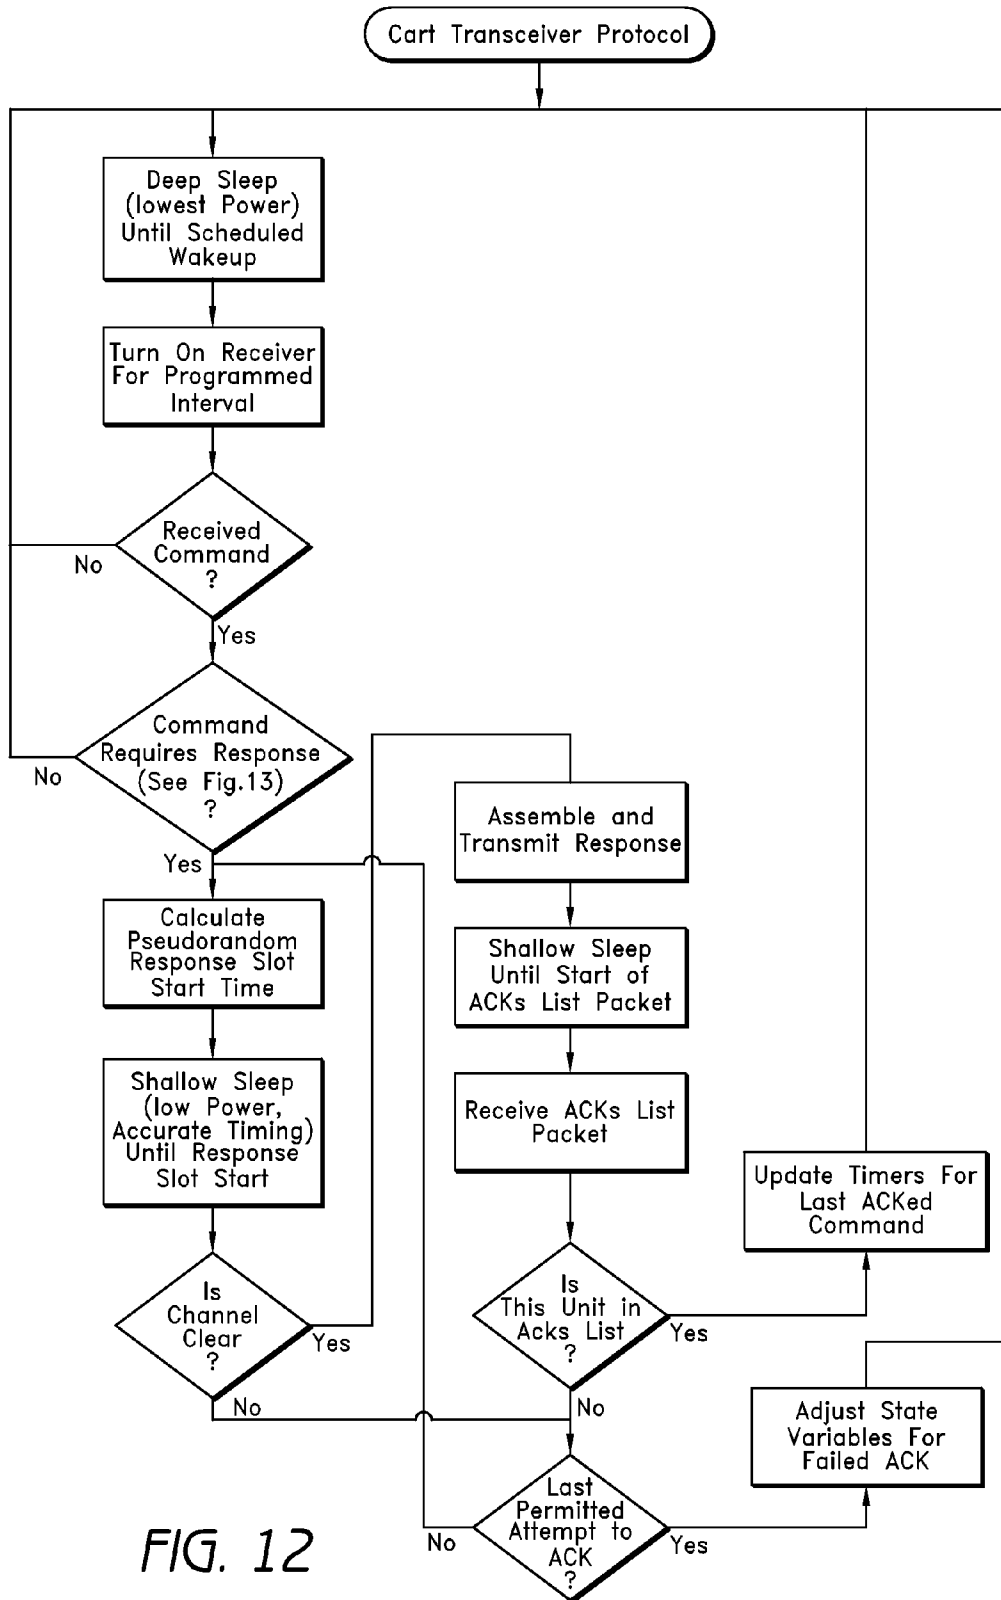 Cart Transceiver Protocol
Deep Sleep
(lowest Power)
Until Scheduled
Wakeup
Turn On Receiver
For Programmed
Interval
Received
Command
?
No
Yes
Command
Requires Response
(See Fig.13)
?
No
Yes
Calculate
Pseudorandom
Response Slot
Start Time
Shallow Sleep
(low Power,
Accurate Timing)
Until Response
Slot Start
Is
Channel
Clear
?
Yes
No
Assemble and
Transmit Response
Shallow Sleep
Until Start of
ACKs List Packet
Receive ACKs List
Packet
Is
This Unit in
Acks List
?
Yes
No
Update Timers For
Last ACKed
Command
Last
Permitted
Attempt to
ACK
?
No
Yes
Adjust State
Variables For
Failed ACK
FIG. 12